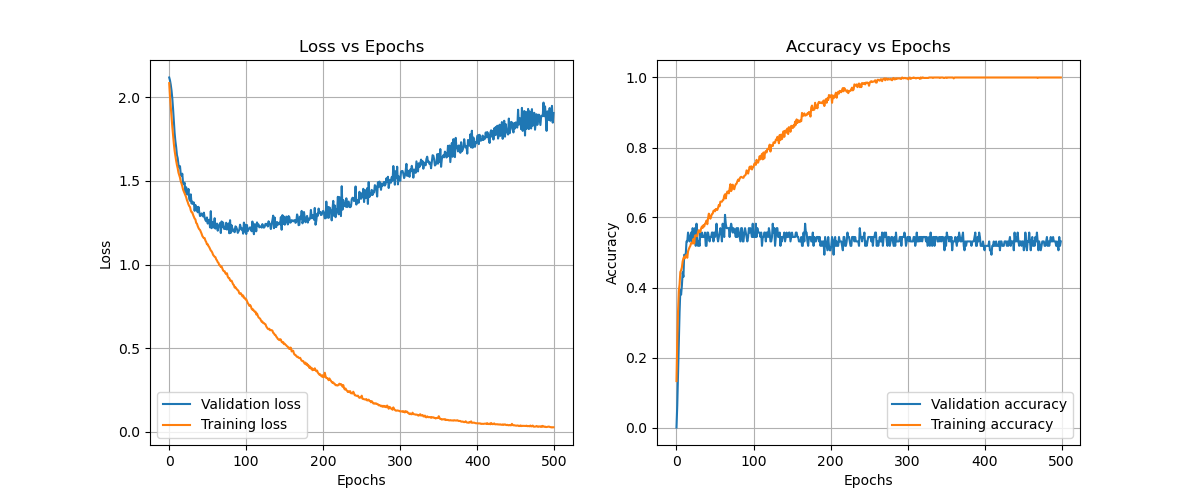 Loss vs Epochs
Loss
2.0
1.5
1.0
0.5
0.0
Validation loss
Training loss
0 100 200 300 400 500
Epochs
Accuracy vs Epochs
Accuracy
1.0
0.8
0.6
0.4
0.2
0.0
Validation accuracy
Training accuracy
0 100 200 300 400 500
Epochs